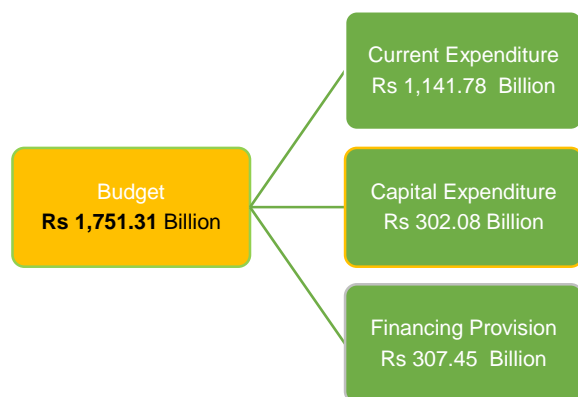 Current Expenditure
Rs 1,141.78 Billion
Budget
Rs 1,751.31 Billion
Capital Expenditure
Rs 302.08 Billion
Financing Provision
Rs 307.45 Billion